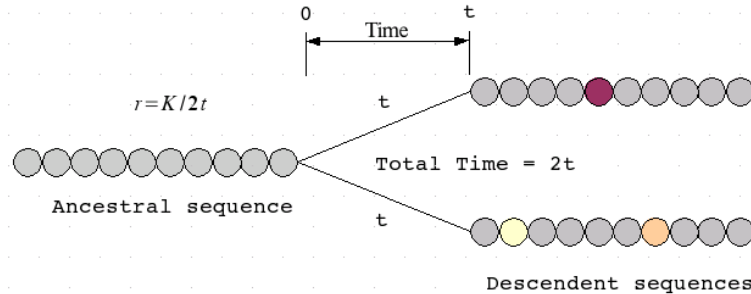 0 t
Time
r=K/2t
t
Total Time = 2t
Ancestral sequence
t
Descendent sequences